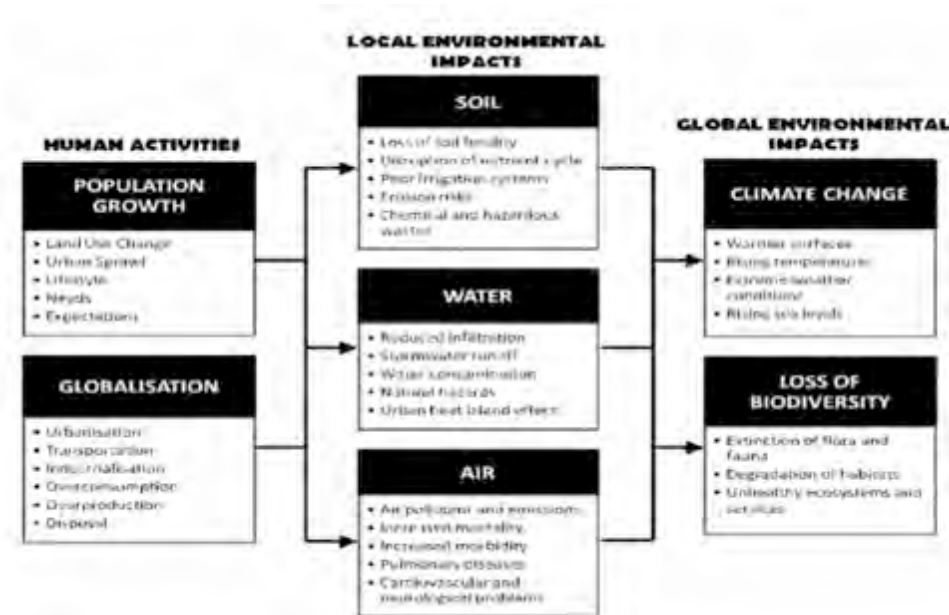 HUMAN ACTIVITIES
POPULATION
GROWTH
• Land Use Change
• Urban Sprawl
• Lifestyle
• Needs
• Expectations
GLOBALISATION
• Urbanisation
• Transportation
• Industrialisation
• Overconsumption
• Overproduction
• Disposal
LOCAL ENVIRONMENTAL
IMPACTS
SOIL
• Loss of soil fertility
• Disruption of nutrient cycle
• Poor irrigation systems
• Erosion risks
• Chemical and hazardous
WATER
• Reduced infiltration
• Stormwater run off
• Water contamination
• Natural hazards
• Urban heat island effect
AIR
• Air pollution and emissions
• Increased mortality
• Increased morbidity
• Pulmonary diseases
• Cardiovascular and
neurological problems
GLOBAL ENVIRONMENTAL
IMPACTS
CLIMATE CHANGE
• Warmer surfaces
• Rising temperatures
• Extreme weather
conditions
• Rising sea levels
LOSS OF
BIODIVERSITY
• Extinction of flora and
fauna
• Degradation of habitats
• Unhealthy ecosystems and
services